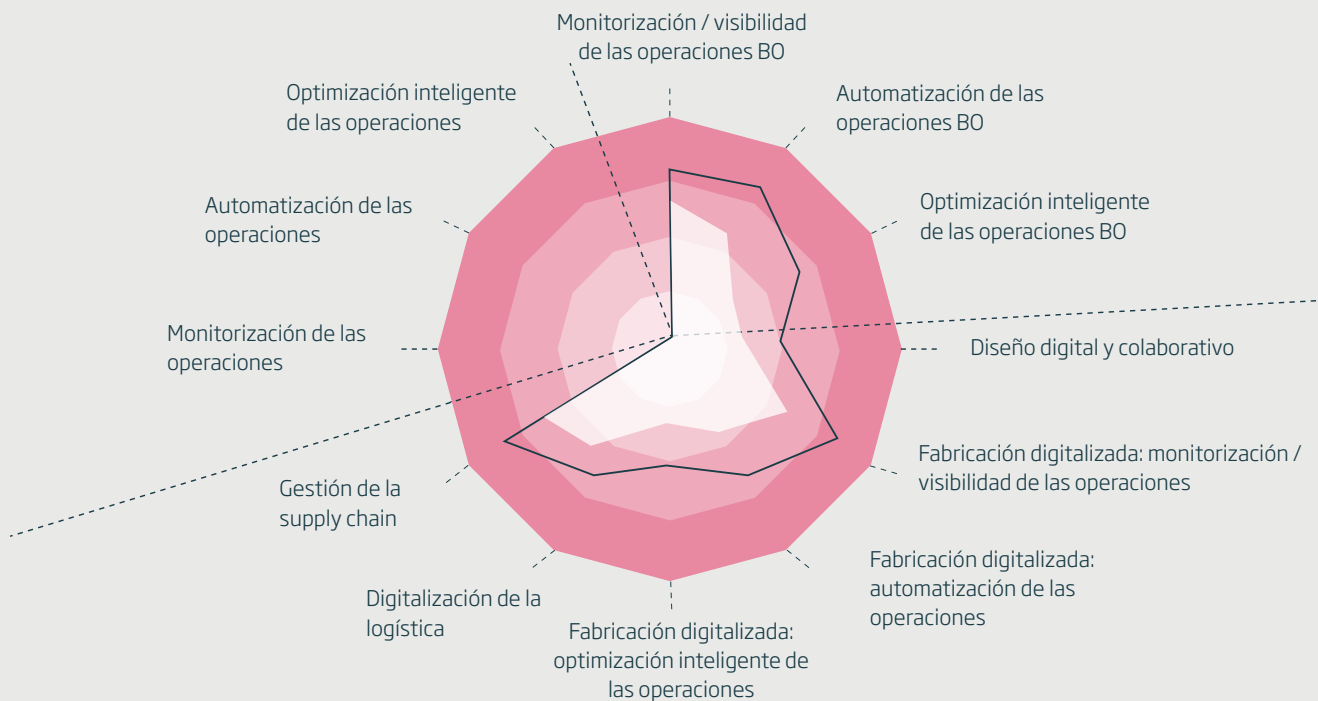 Monitorización / visibilidad
de las operaciones BO
Automatización de las
operaciones BO
Optimización inteligente
de las operaciones BO
Diseño digital y colaborativo
Fabricación digitalizada: monitorización /
visibilidad de las operaciones
Fabricación digitalizada:
automatización de las
operaciones
Fabricación digitalizada:
optimización inteligente de
las operaciones
Digitalización de la
logística
Gestión de la
supply chain
Monitorización de las
operaciones
Automatización de las
operaciones
Optimización inteligente
de las operaciones